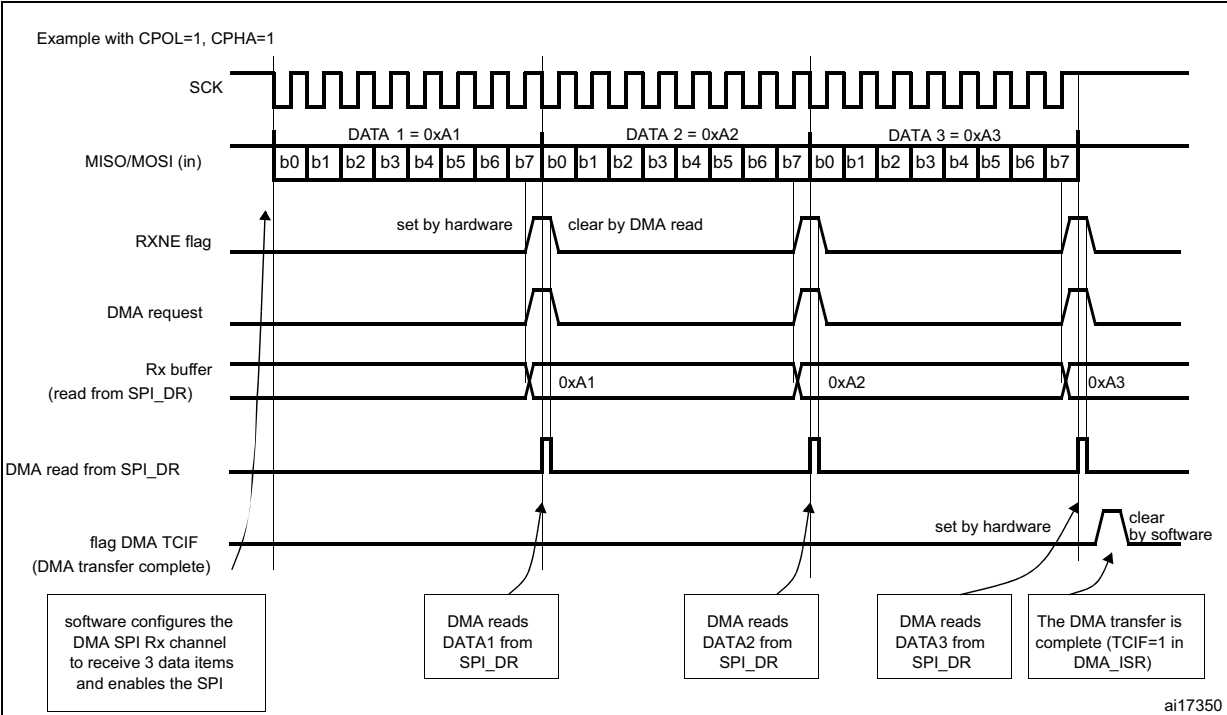 Example with CPOL=1, CPHA=1
SCK
DATA 1 = 0xA1
DATA 2 = 0xA2
DATA 3 = 0xA3
MISO/MOSI (in)
b0 b1 b2 b3 b4 b5 b6 b7 b0 b1 b2 b3 b4 b5 b6 b7 b0 b1 b2 b3 b4 b5 b6 b7
set by hardware
clear by DMA read
RXNE flag
DMA request
Rx buffer
(read from SPI_DR)
0xA1
0xA2
0xA3
DMA read from SPI_DR
flag DMA TCIF
(DMA transfer complete)
set by hardware
clear
by software
software configures the
DMA SPI Rx channel
to receive 3 data items
and enables the SPI
DMA reads
DATA1 from
SPI_DR
DMA reads
DATA2 from
SPI_DR
DMA reads
DATA3 from
SPI_DR
The DMA transfer is
complete (TCIF=1 in
DMA_ISR)
ai17350